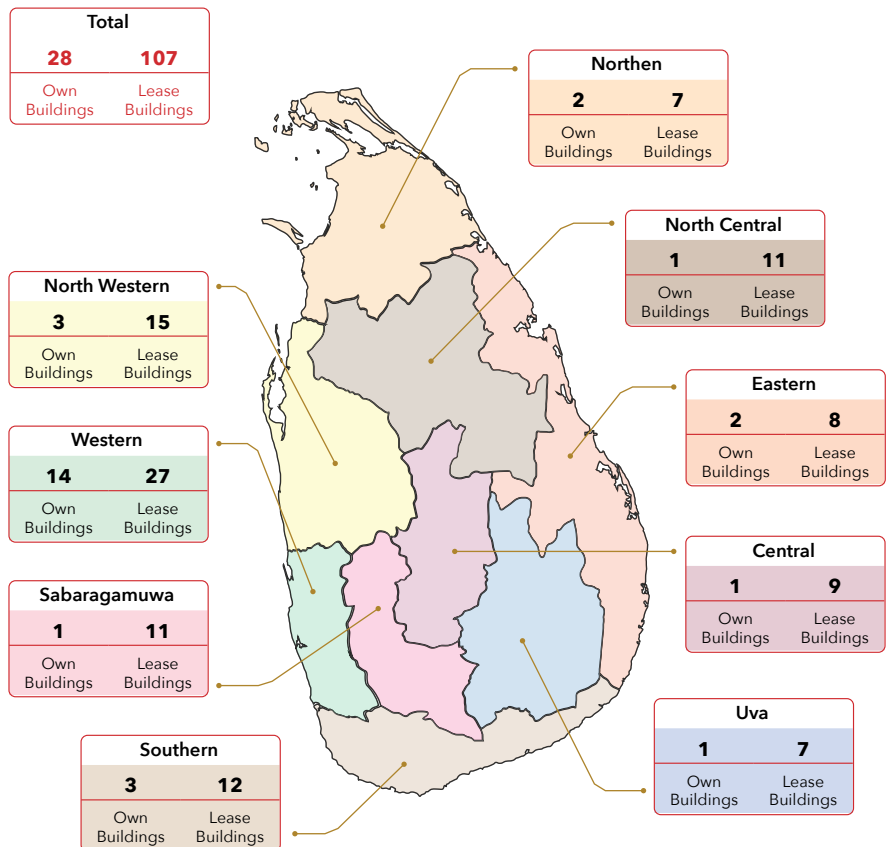 Total
28 107
Own Lease
Buildings Buildings
Northen
2 7
Own Lease
Buildings Buildings
North Central
1 11
Own Lease
Buildings Buildings
North Western
3 15
Own Lease
Buildings Buildings
Eastern
2 8
Own Lease
Buildings Buildings
Western
14 27
Own Lease
Buildings Buildings
Central
1 9
Own Lease
Buildings Buildings
Sabaragamuwa
1 11
Own Lease
Buildings Buildings
Uva
1 7
Own Lease
Buildings Buildings
Southern
3 12
Own Lease
Buildings Buildings